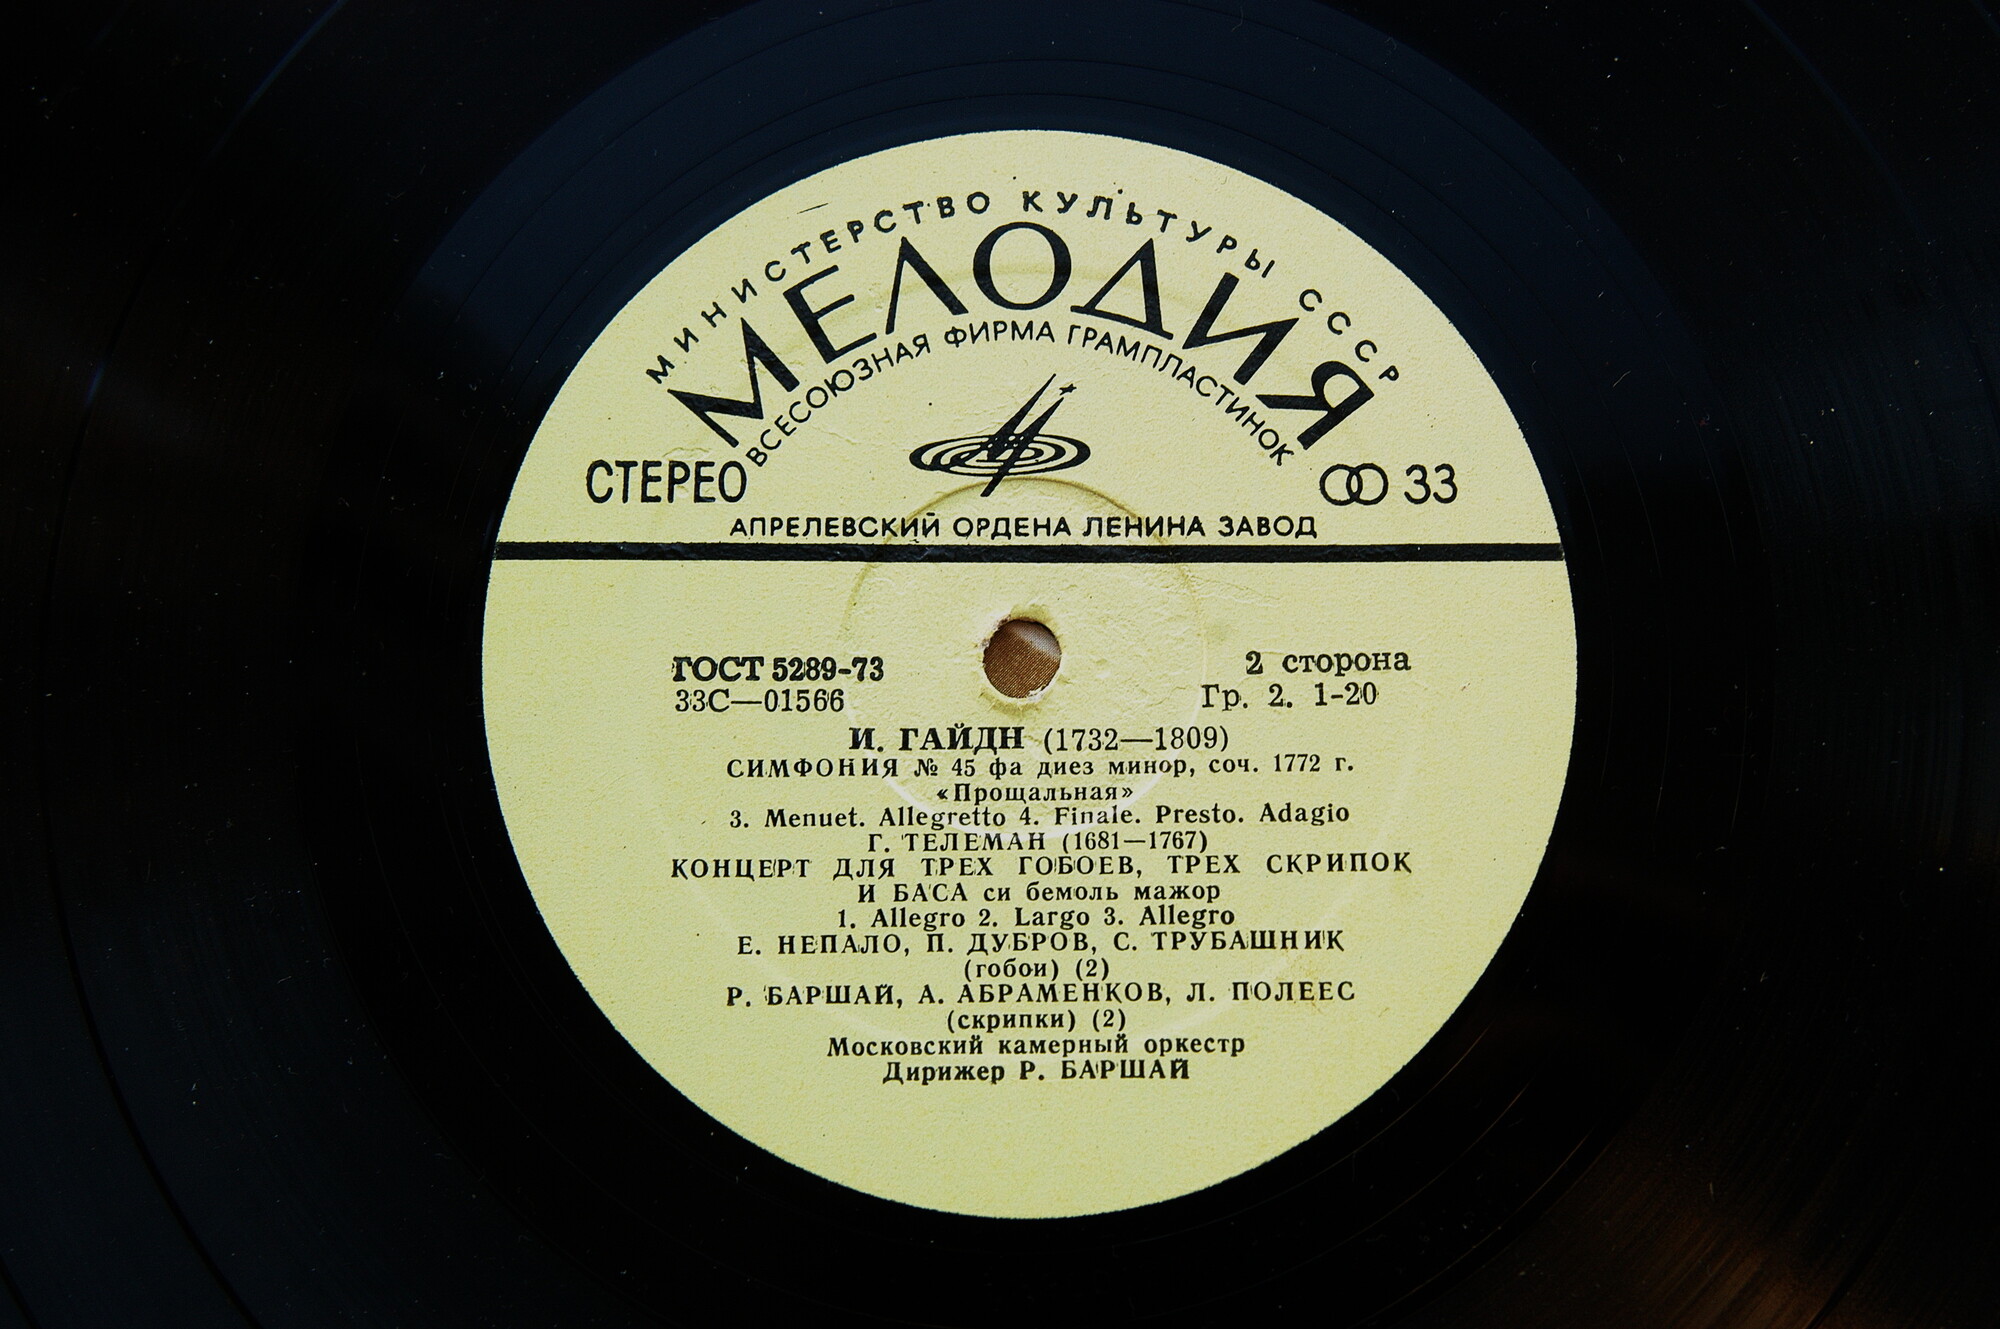 МИНИСТЕРСТВО КУЛЬТУРЫ СССР
МЕЛОДИЯ
ВСЕСОЮЗНАЯ ФИРМА ГРАМПЛАСТИНОК
СТЕРЕО
33
АПРЕЛЕВСКИЙ ОРДЕНА ЛЕНИНА ЗАВОД
ГОСТ 5289-73
2 сторона
33С—01566
Гр. 2. 1-20
И. ГАЙДН (1732—1809)
СИМФОНИЯ № 45 фа диез минор, соч. 1772 г.
«Прощальная»
3. Menuet. Allegretto 4. Finale. Presto. Adagio
Г. ТЕЛЕМАН (1681—1767)
КОНЦЕРТ ДЛЯ ТРЕХ ГОБОЕВ, ТРЕХ СКРИПОК
И БАСА си бемоль мажор
1. Allegro 2. Largo 3. Allegro
Е. НЕПАЛО, П. ДУБРОВ, С. ТРУБАШНИК
(гобои) (2)
Р. БАРШАЙ, А. АБРАМЕНКОВ, Л. ПОЛЕЕС
(скрипки) (2)
Московский камерный оркестр
Дирижер Р. БАРШАЙ